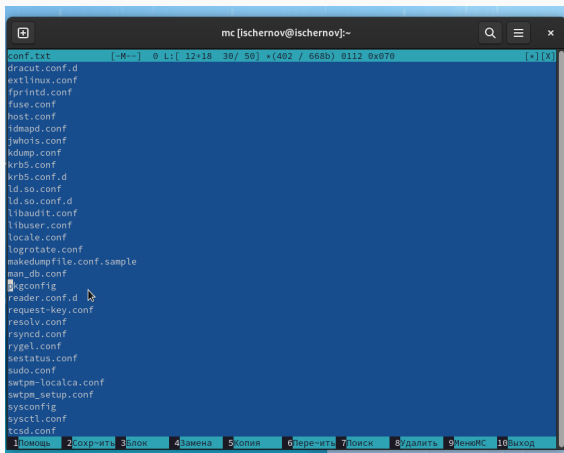 mc [ischernov@ischernov]:~
conf.txt [-M--] 0 L:[ 12+18 30/ 50] *(402 / 668b) 0112 0x070 [*][X]
dracut.conf.d
extlinux.conf
fprintd.conf
fuse.conf
host.conf
idmapd.conf
jwhois.conf
kdump.conf
krb5.conf
krb5.conf.d
ld.so.conf
ld.so.conf.d
libaudit.conf
libuser.conf
locale.conf
logrotate.conf
makedumpfile.conf.sample
man_db.conf
pkgconfig
reader.conf.d
request-key.conf
resolv.conf
rsyncd.conf
rygel.conf
sestatus.conf
sudo.conf
swtpm-localca.conf
swtpm_setup.conf
sysconfig
sysctl.conf
tcsd.conf
1Помощь 2Сохр~ить 3Блок 4Замена 5Копия 6Пере~ить 7Поиск 8Удалить 9МенюMC 10Выход